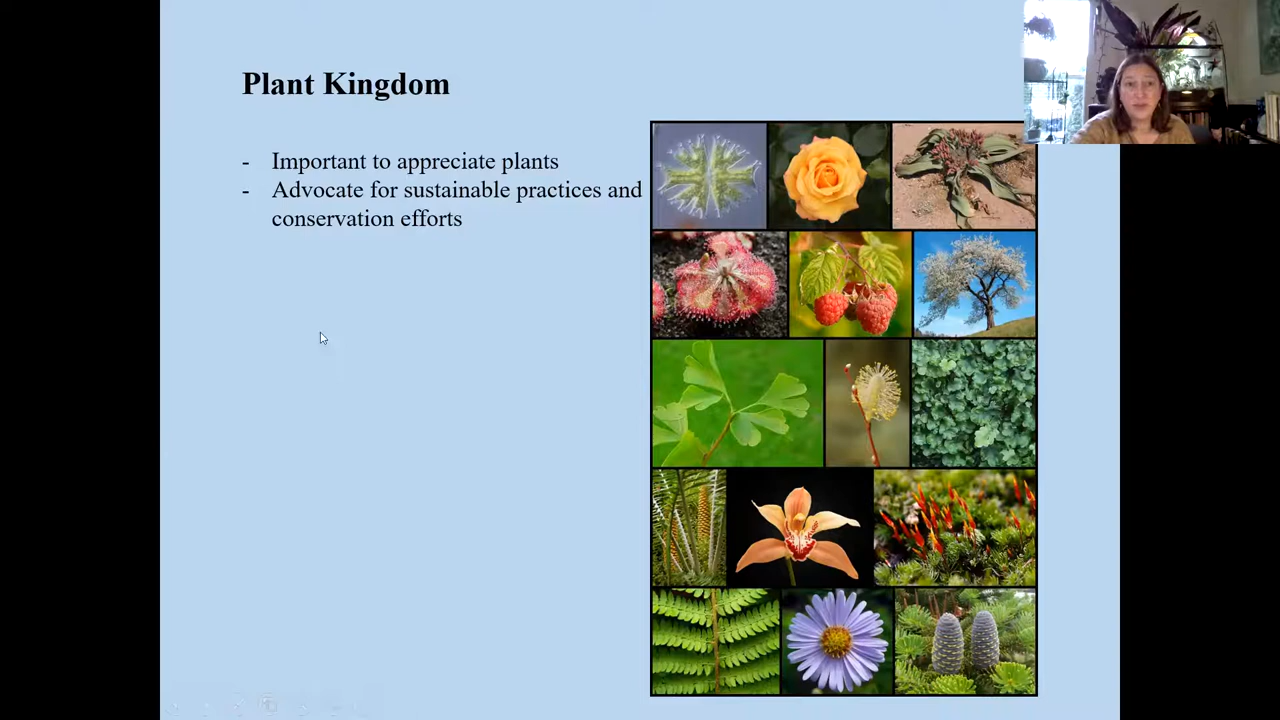 Plant Kingdom
- Important to appreciate plants
- Advocate for sustainable practices and
conservation efforts